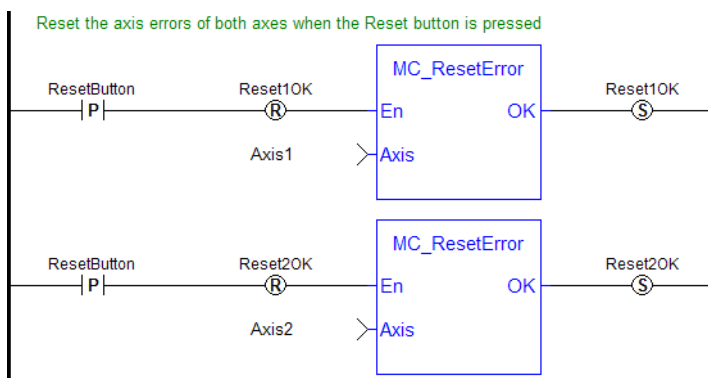 Reset the axis errors of both axes when the Reset button is pressed
MC_ResetError
ResetButton Reset1OK Reset1OK
P R En OK S
Axis1 Axis
MC_ResetError
ResetButton Reset2OK Reset2OK
P R En OK S
Axis2 Axis